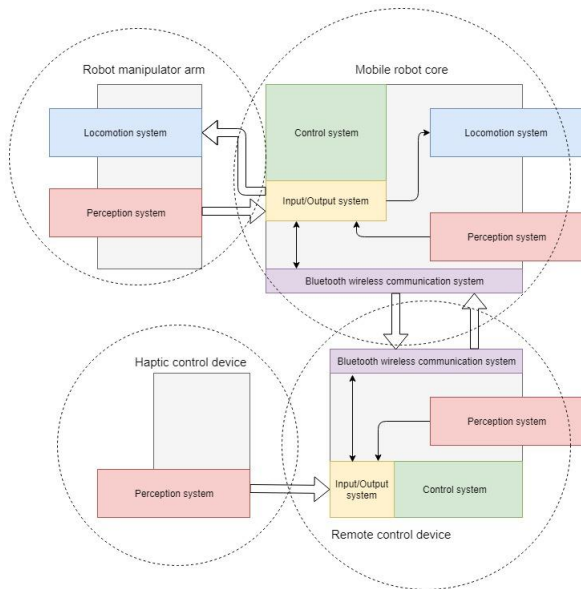 Robot manipulator arm
Mobile robot core
Locomotion system
Control system
Locomotion system
Perception system
Input/Output system
Perception system
Bluetooth wireless communication system
Haptic control device
Bluetooth wireless communication system
Perception system
Perception system
Input/Output
system
Control system
Remote control device